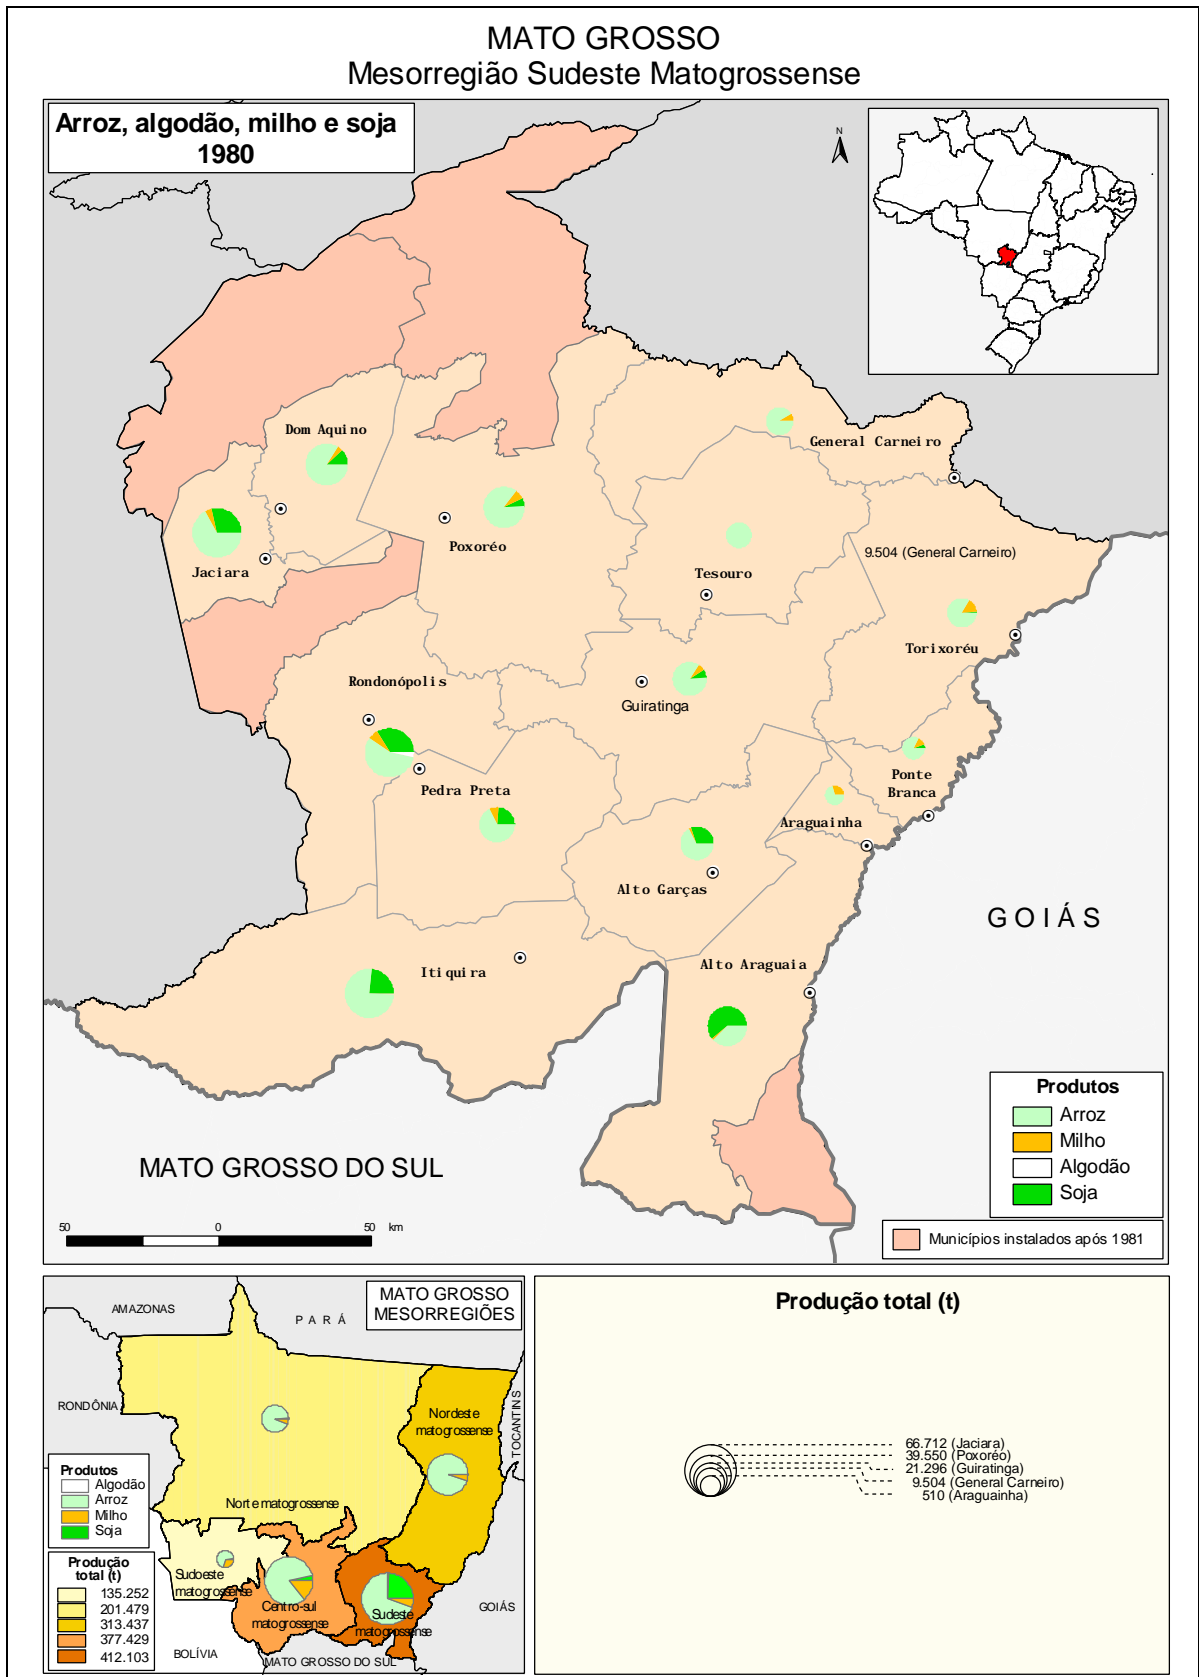 MATO GROSSO
Mesorregião Sudeste Matogrossense
Arroz, algodão, milho e soja
1980
N
Dom Aquino
General Carneiro
Jaciara
Poxoréo
Tesouro
9.504 (General Carneiro)
Torixoréu
Rondonópolis
Guiratinga
Pedra Preta
Ponte
Branca
Araguainha
Alto Garças
GOIÁS
Itiquira
Alto Araguaia
MATO GROSSO DO SUL
Produtos
Arroz
Milho
Algodão
Soja
Municípios instalados após 1981
50 0 50 km
MATO GROSSO
MESORREGIÕES
AMAZONAS
PARÁ
RONDÔNIA
TOCANTINS
Nordeste
matogrossense
Norte matogrossense
Produtos
Algodão
Arroz
Milho
Soja
Sudoeste
matogrossense
Centro-sul
matogrossense
Sudeste
matogrossense
GOIÁS
BOLÍVIA
MATO GROSSO DO SUL
Produção
total (t)
135.252
201.479
313.437
377.429
412.103
Produção total (t)
66.712 (Jaciara)
39.550 (Poxoréo)
21.296 (Guiratinga)
9.504 (General Carneiro)
510 (Araguainha)